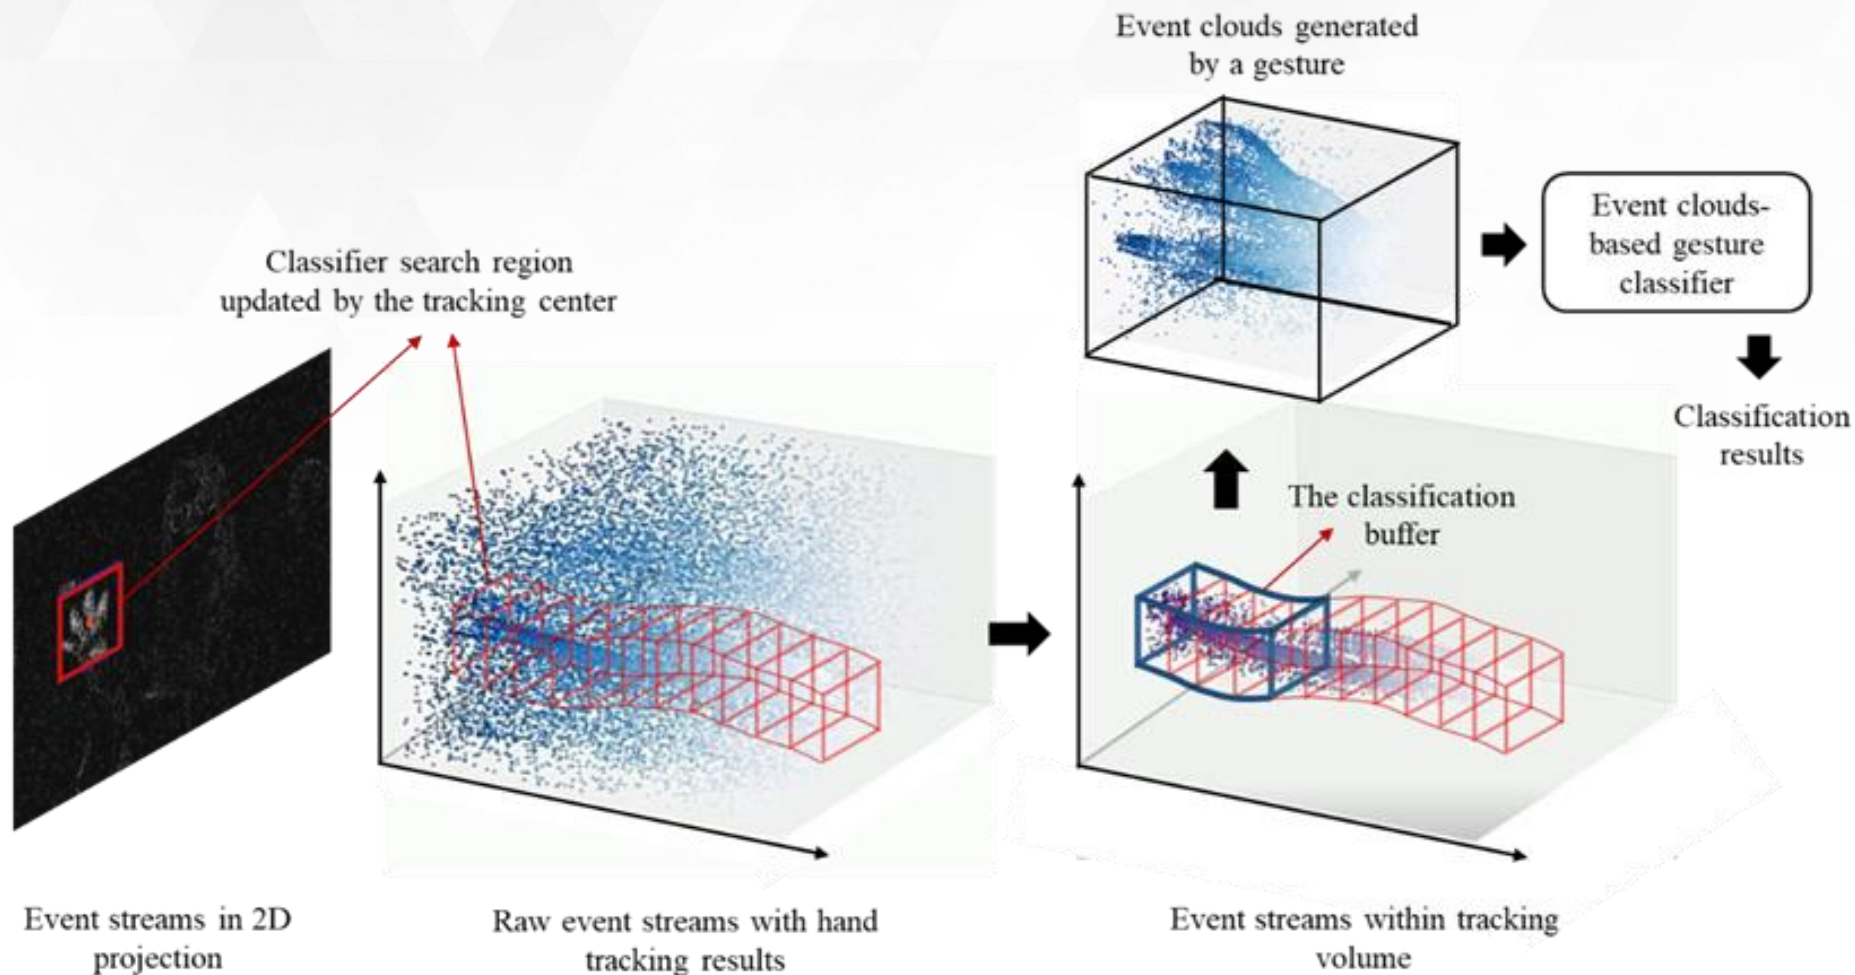 Event clouds generated
by a gesture
Event clouds-
based gesture
classifier
Classifier search region
updated by the tracking center
Classification
results
The classification
buffer
Event streams in 2D
projection
Raw event streams with hand
tracking results
Event streams within tracking
volume